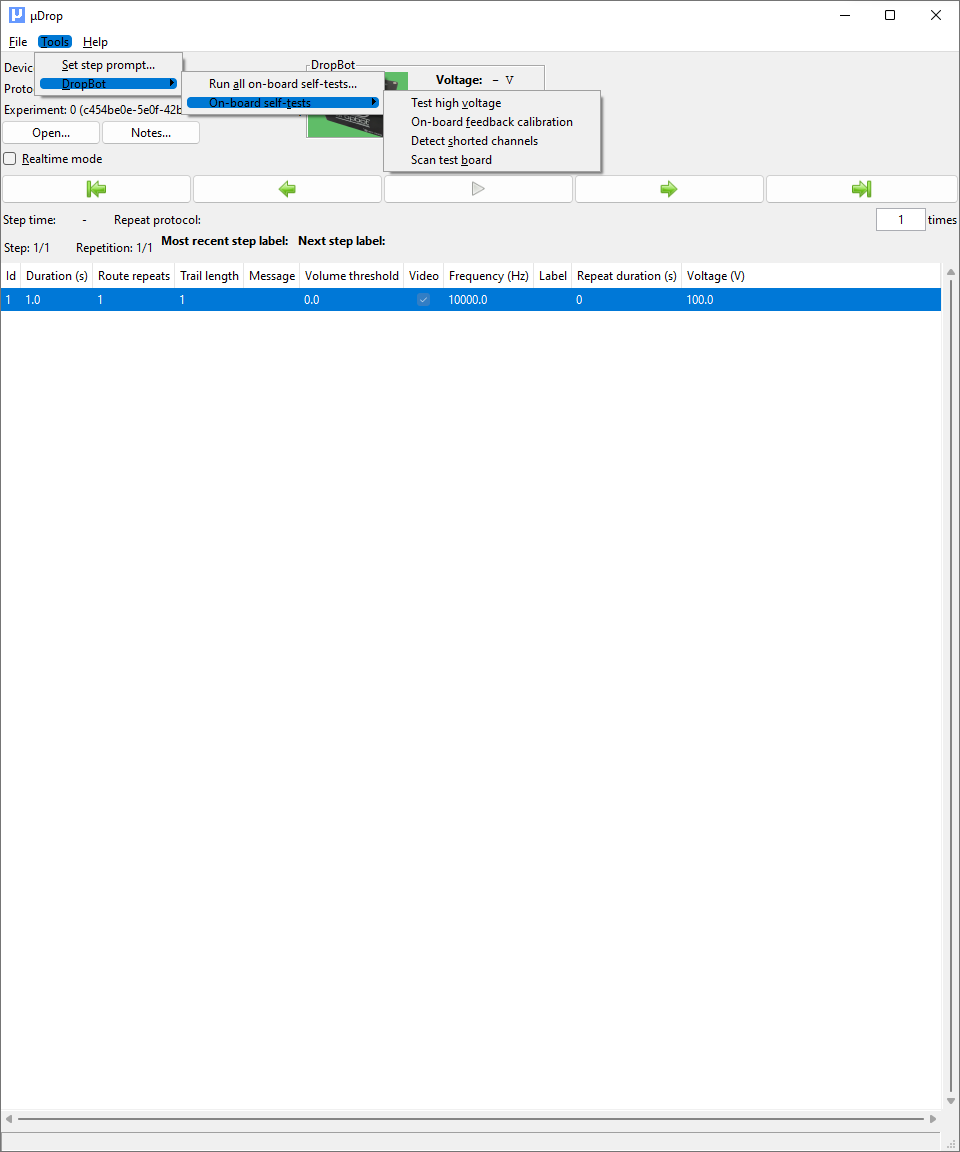 µDrop
File Tools Help
Set step prompt...
DropBot
Run all on-board self-tests...
On-board self-tests
Test high voltage
On-board feedback calibration
Detect shorted channels
Scan test board
DropBot
Voltage: – V
Experiment: 0 (c454be0e-5e0f-42b
Open... Notes...
Realtime mode
Step time: - Repeat protocol: 1 times
Step: 1/1 Repetition: 1/1 Most recent step label: Next step label:
Id Duration (s) Route repeats Trail length Message Volume threshold Video Frequency (Hz) Label Repeat duration (s) Voltage (V)
1 1.0 1 1 0.0 10000.0 0 100.0